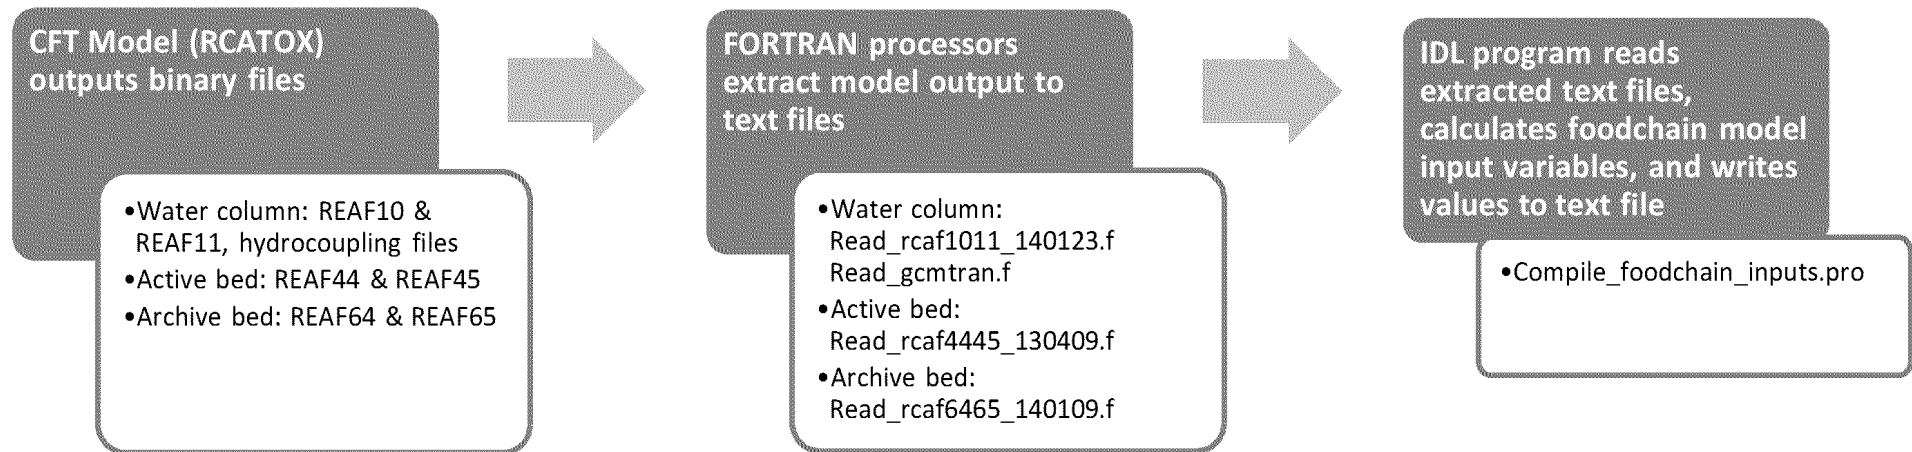 CFT Model (RCATOX)
outputs binary files
•Water column: REAF10 &
REAF11, hydrocoupling files
•Active bed: REAF44 & REAF45
•Archive bed: REAF64 & REAF65
FORTRAN processors
extract model output to
text files
•Water column:
Read_rcaf1011_140123.f
Read_gcmtran.f
•Active bed:
Read_rcaf4445_130409.f
•Archive bed:
Read_rcaf6465_140109.f
IDL program reads
extracted text files,
calculates foodchain model
input variables, and writes
values to text file
•Compile_foodchain_inputs.pro